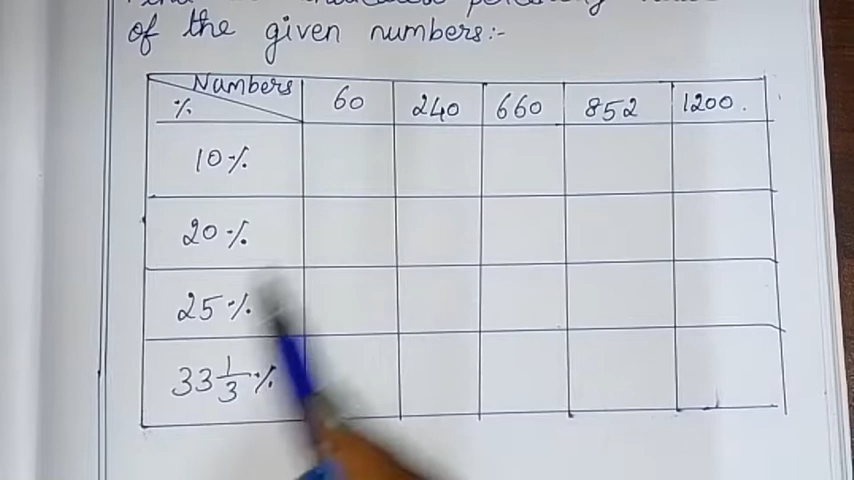 of the given numbers:-
Numbers
% 60 240 660 852 1200.
10%
20%
25%
33 1/3 %